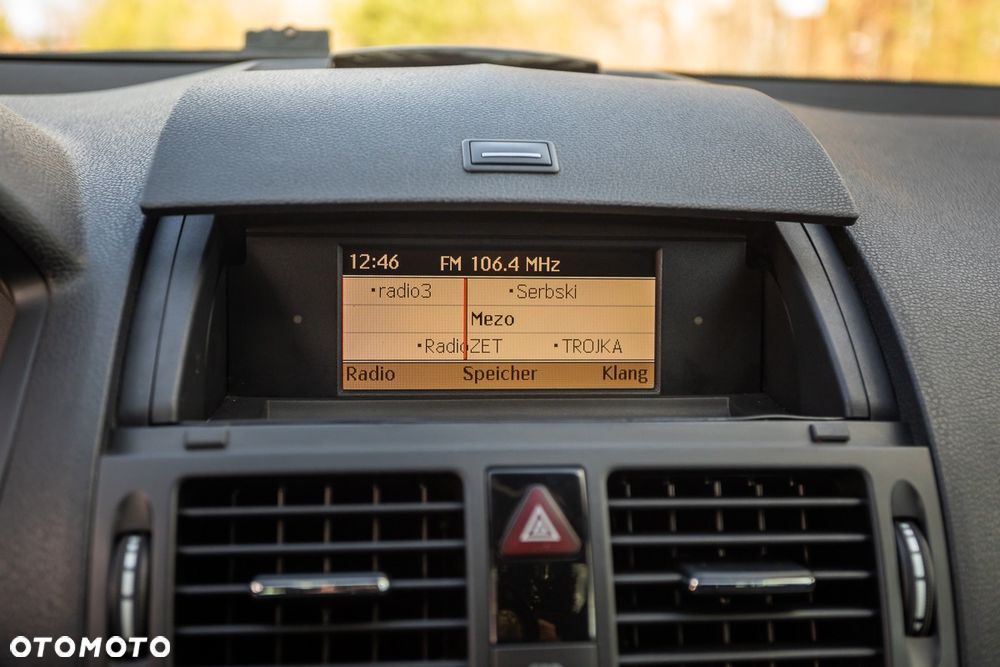 12:46 FM 106.4 MHz
•radio3 •Serbski
Mezo
•RadioZET •TROJKA
Radio Speicher Klang
OTOMOTO